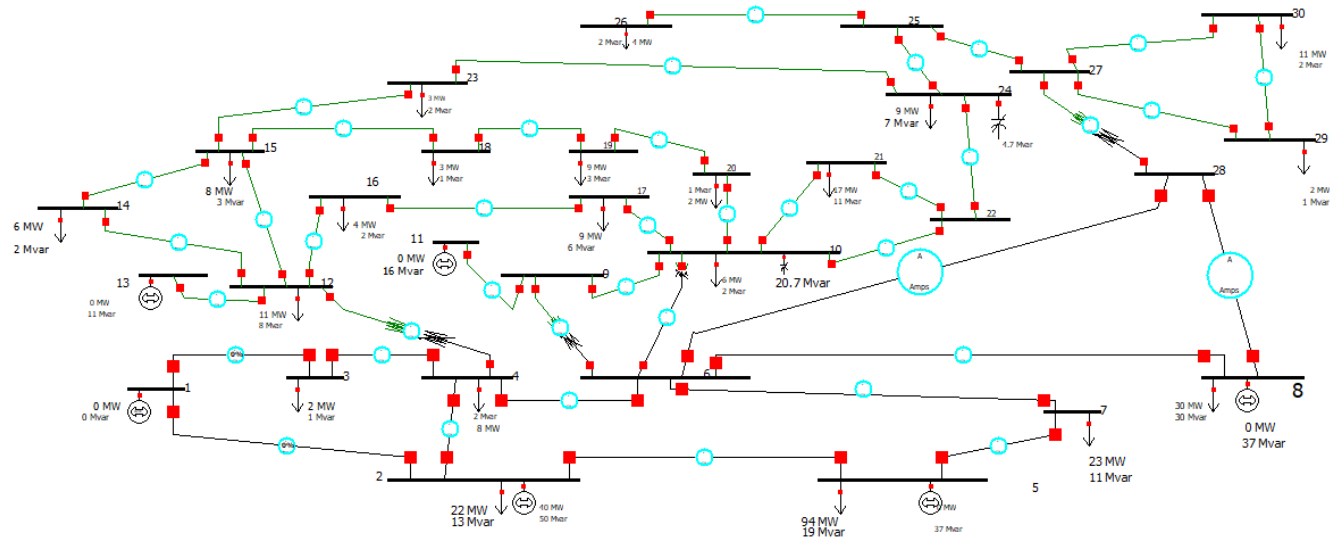 26
2 Mvar 4 MW
25
30
11 MW
2 Mvar
27
23
3 MW
2 Mvar
24
9 MW
7 Mvar
4.7 Mvar
29
2 MW
1 Mvar
15
8 MW
3 Mvar
18
3 MW
1 Mvar
19
9 MW
3 Mvar
20
1 Mvar
2 MW
21
17 MW
11 Mvar
28
14
6 MW
2 Mvar
16
4 MW
2 Mvar
17
9 MW
6 Mvar
22
11
0 MW
16 Mvar
10
6 MW
2 Mvar
20.7 Mvar
A
Amps
A
Amps
13
0 MW
11 Mvar
12
11 MW
8 Mvar
9
0%
1
0 MW
0 Mvar
3
2 MW
1 Mvar
4
2 Mvar
8 MW
6
8
30 MW
30 Mvar
0 MW
37 Mvar
7
23 MW
11 Mvar
0%
2
22 MW
13 Mvar
40 MW
50 Mvar
5
94 MW
19 Mvar
MW
37 Mvar